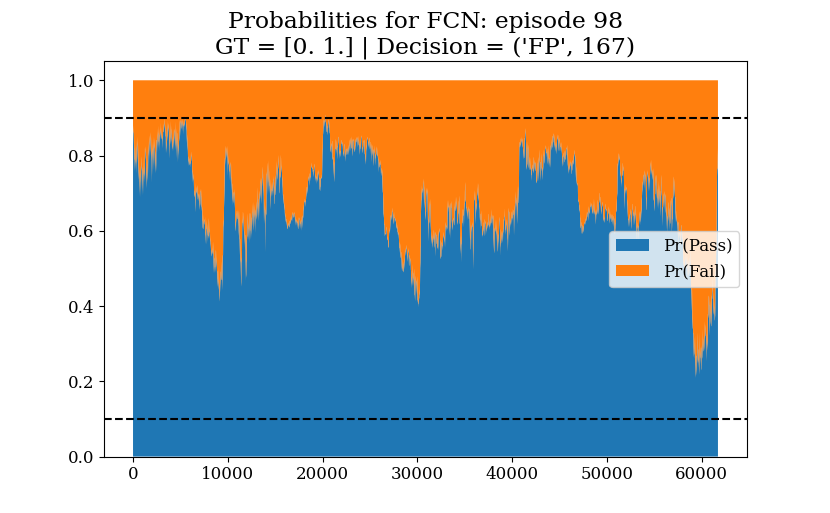 Probabilities for FCN: episode 98
GT = [0. 1.] | Decision = ('FP', 167)
1.0
0.8
0.6
0.4
0.2
0.0
Pr(Pass)
Pr(Fail)
0 10000 20000 30000 40000 50000 60000